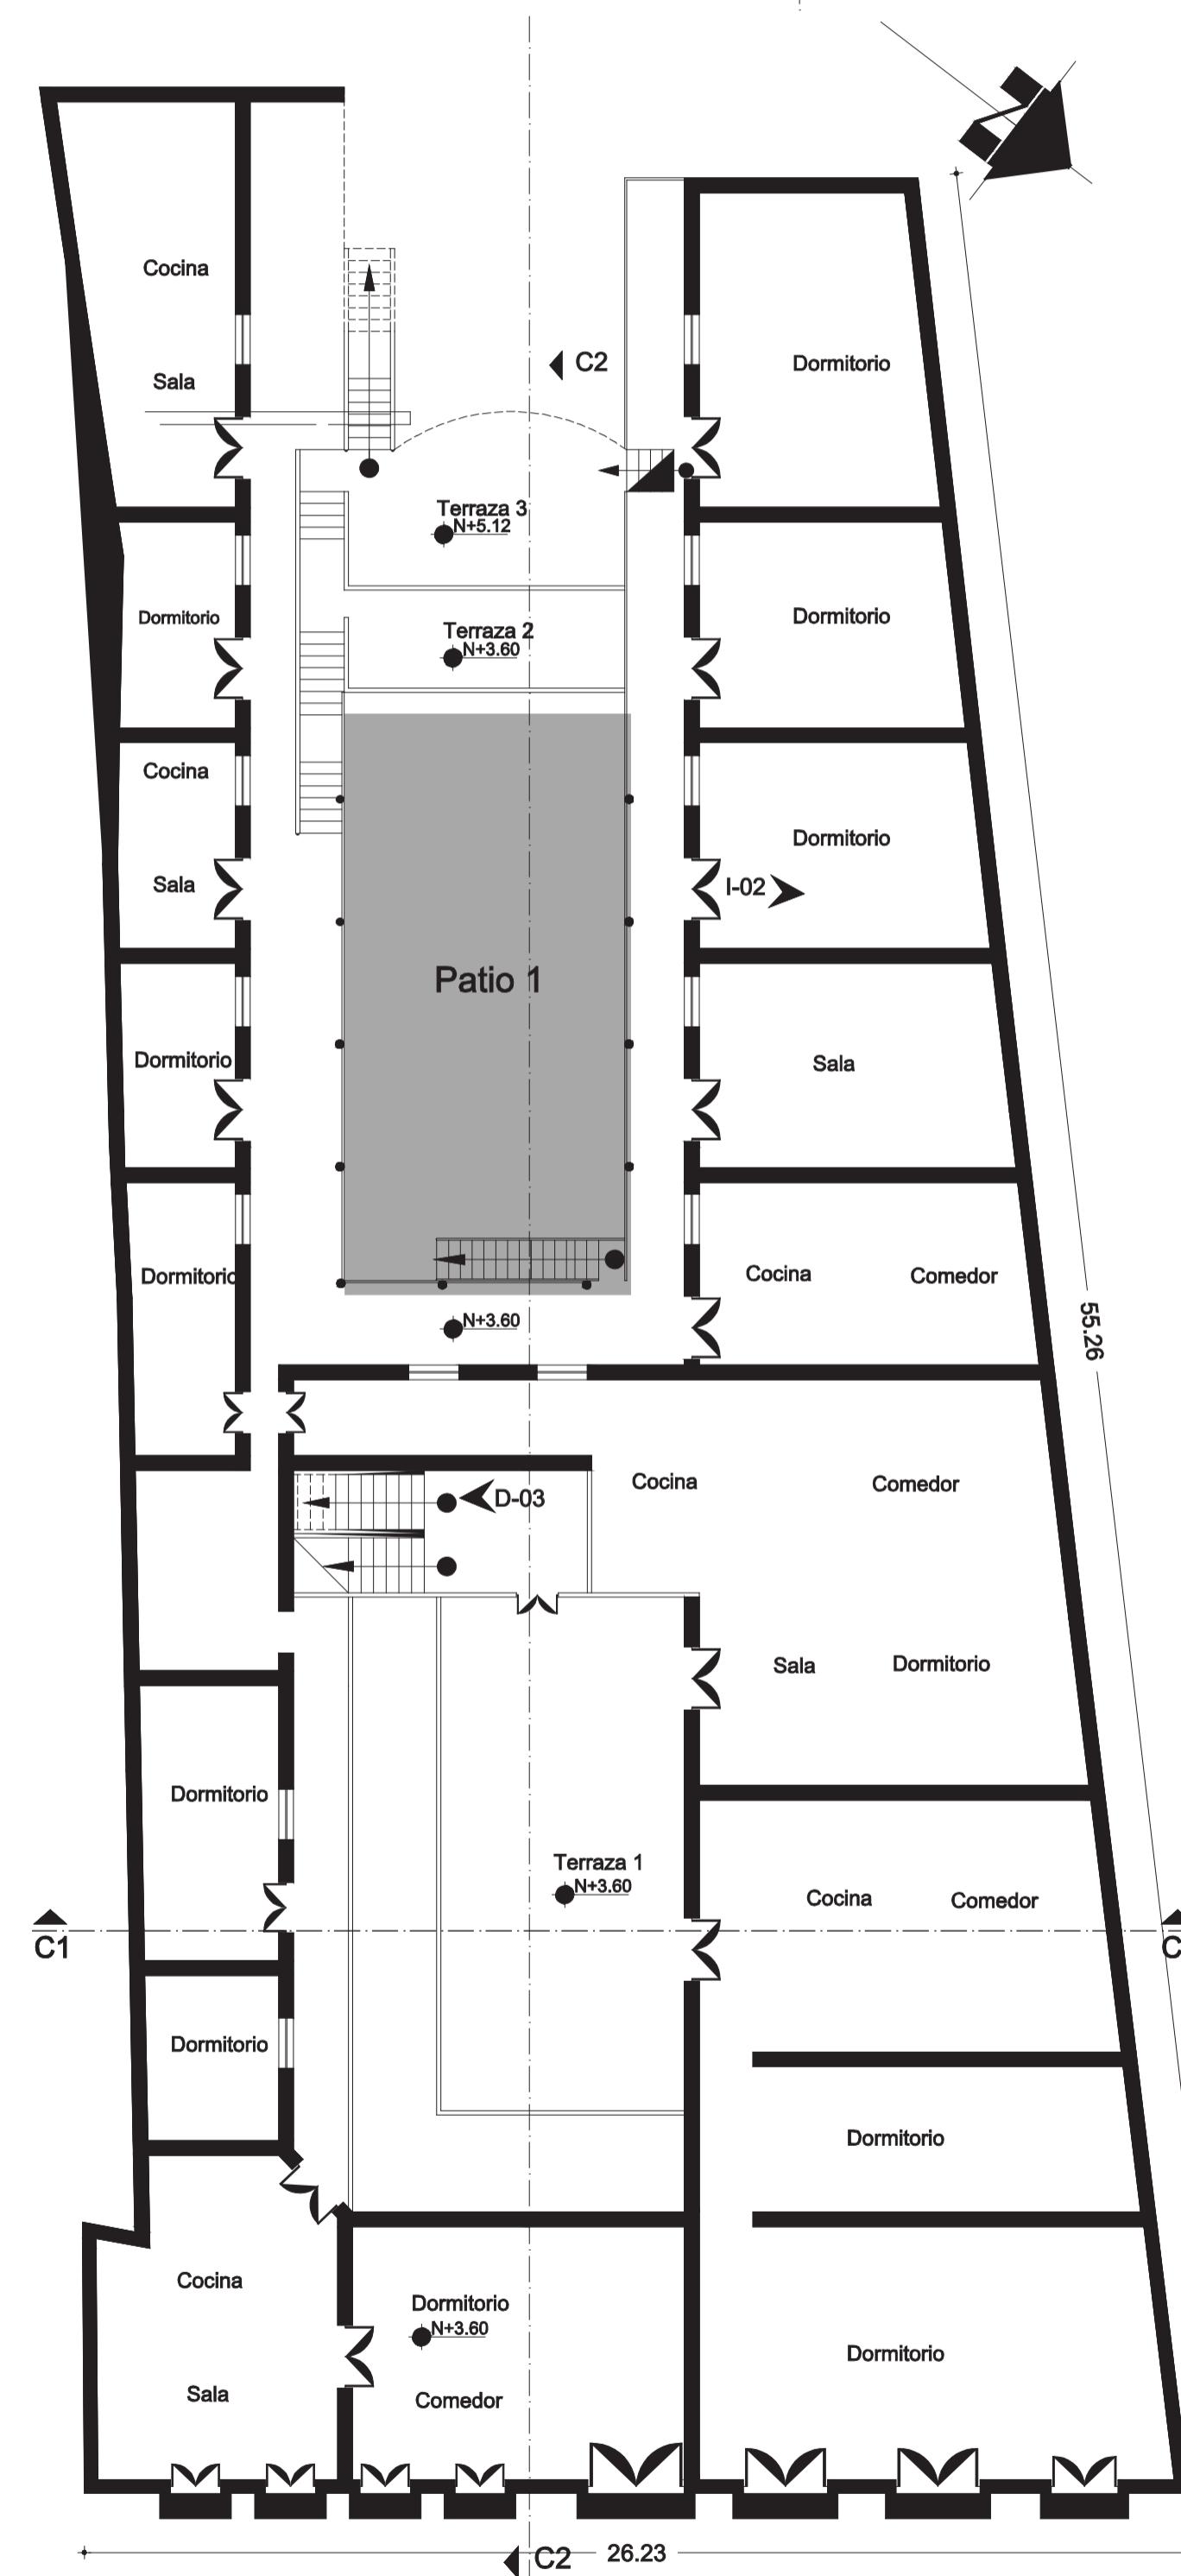 Cocina
C2
Dormitorio
Sala
Terraza 3
N+5.12
Dormitorio
Dormitorio
Terraza 2
N+3.60
Cocina
Dormitorio
Sala
I-02
Patio 1
Dormitorio
Sala
Dormitorio
Cocina
Comedor
N+3.60
55.26
Cocina
Comedor
D-03
Sala
Dormitorio
Dormitorio
Terraza 1
N+3.60
Cocina
Comedor
C1
C
Dormitorio
Dormitorio
Cocina
Dormitorio
N+3.60
Dormitorio
Sala
Comedor
C2
26.23